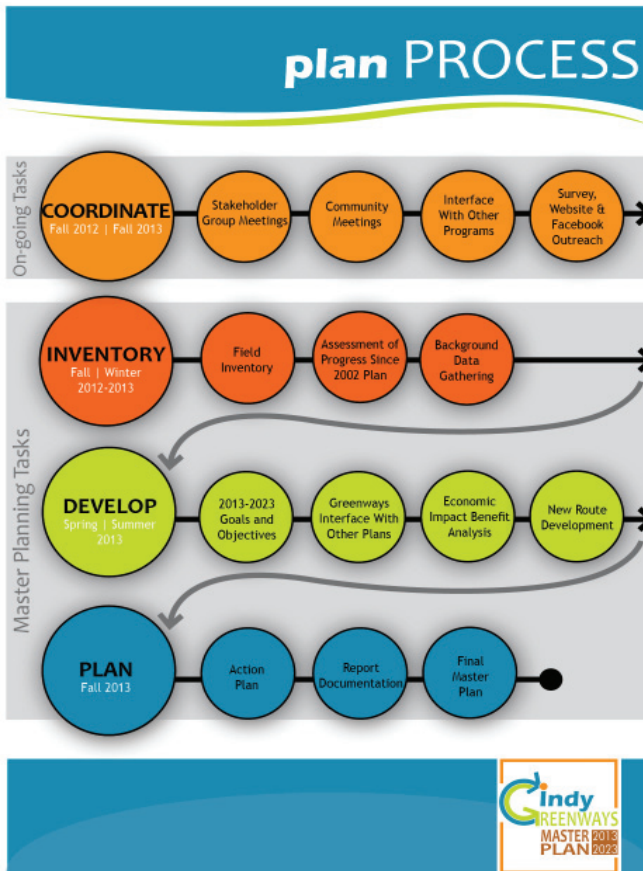 plan PROCESS
On-going Tasks
COORDINATE
Fall 2012 | Fall 2013
Stakeholder
Group Meetings
Community
Meetings
Interface
With Other
Programs
Survey,
Website &
Facebook
Outreach
Master Planning Tasks
INVENTORY
Fall | Winter
2012-2013
Field
Inventory
Assessment of
Progress Since
2002 Plan
Background
Data
Gathering
DEVELOP
Spring | Summer
2013
2013-2023
Goals and
Objectives
Greenways
Interface With
Other Plans
Economic
Impact Benefit
Analysis
New Route
Development
PLAN
Fall 2013
Action
Plan
Report
Documentation
Final
Master
Plan
indy
GREENWAYS
MASTER 2013
PLAN 2023